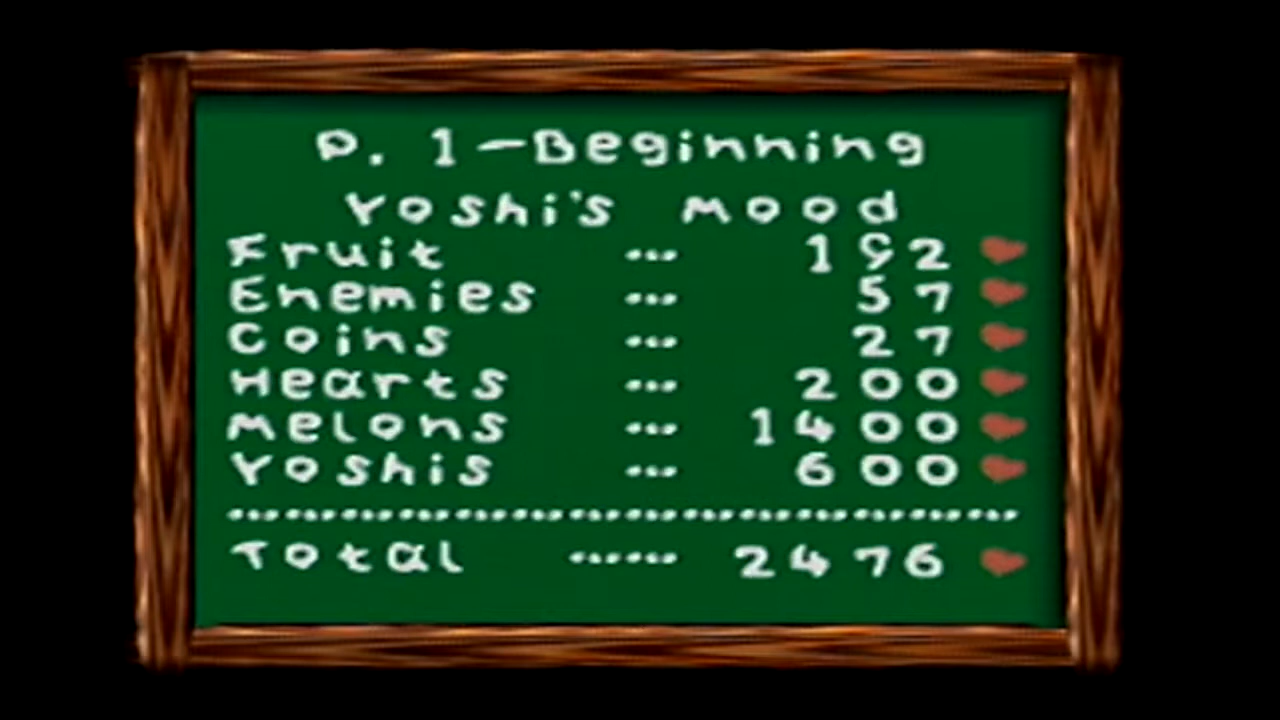 P. 1-Beginning
Yoshi's Mood
Fruit ... 192
Enemies ... 57
Coins ... 27
Hearts ... 200
Melons ... 1400
Yoshis ... 600
Total ...... 2476